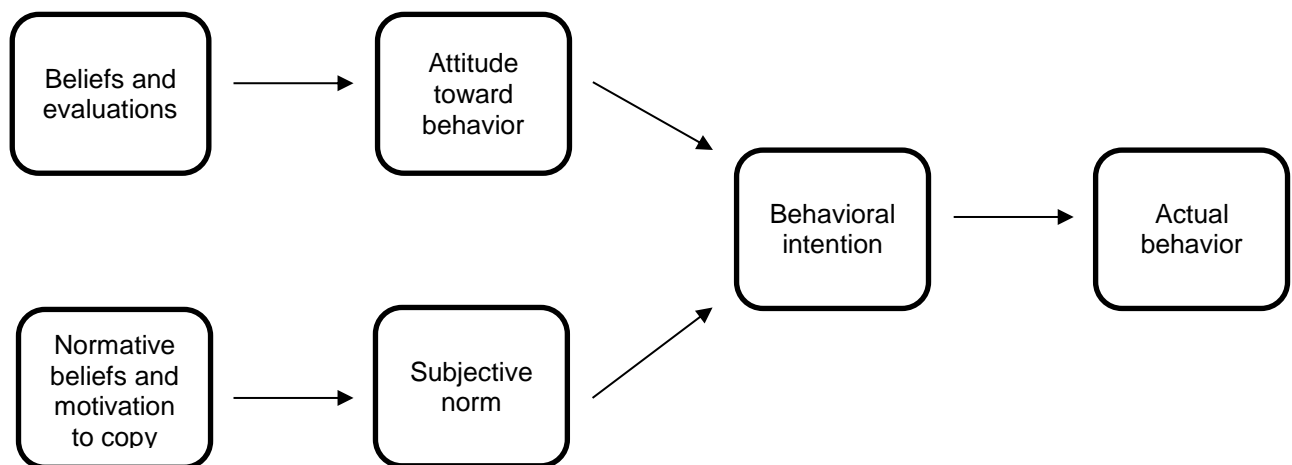 Beliefs and
evaluations
Attitude
toward
behavior
Behavioral
intention
Actual
behavior
Normative
beliefs and
motivation
to copy
Subjective
norm